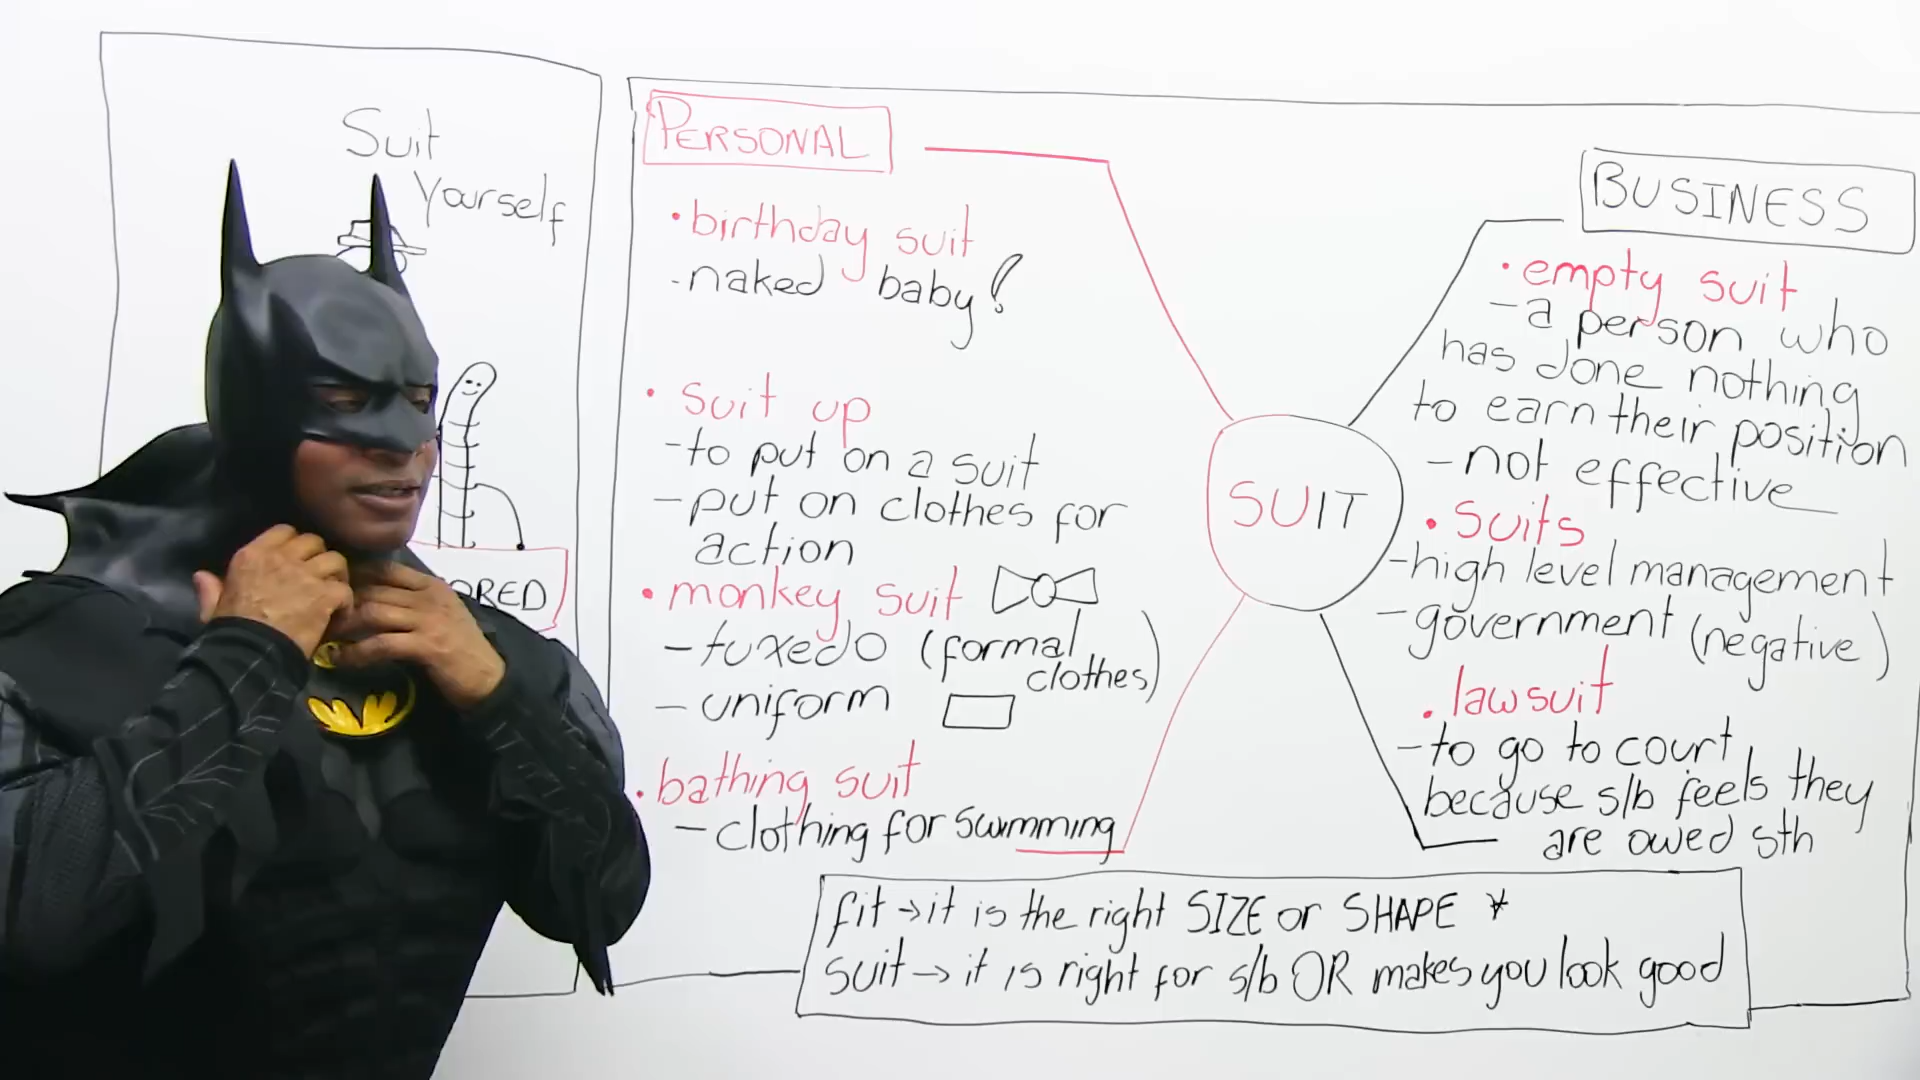 Suit
Yourself
ORED
PERSONAL
• birthday suit
- naked baby!
• suit up
- to put on a suit
- put on clothes for
action
• monkey suit
- tuxedo (formal
clothes)
- uniform
• bathing suit
- clothing for swimming
SUIT
BUSINESS
• empty suit
- a person who
has done nothing
to earn their position
- not effective
• suits
- high level management
- government (negative)
• lawsuit
- to go to court
because s/b feels they
are owed sth
fit → it is the right SIZE or SHAPE *
suit → it is right for s/b OR makes you look good